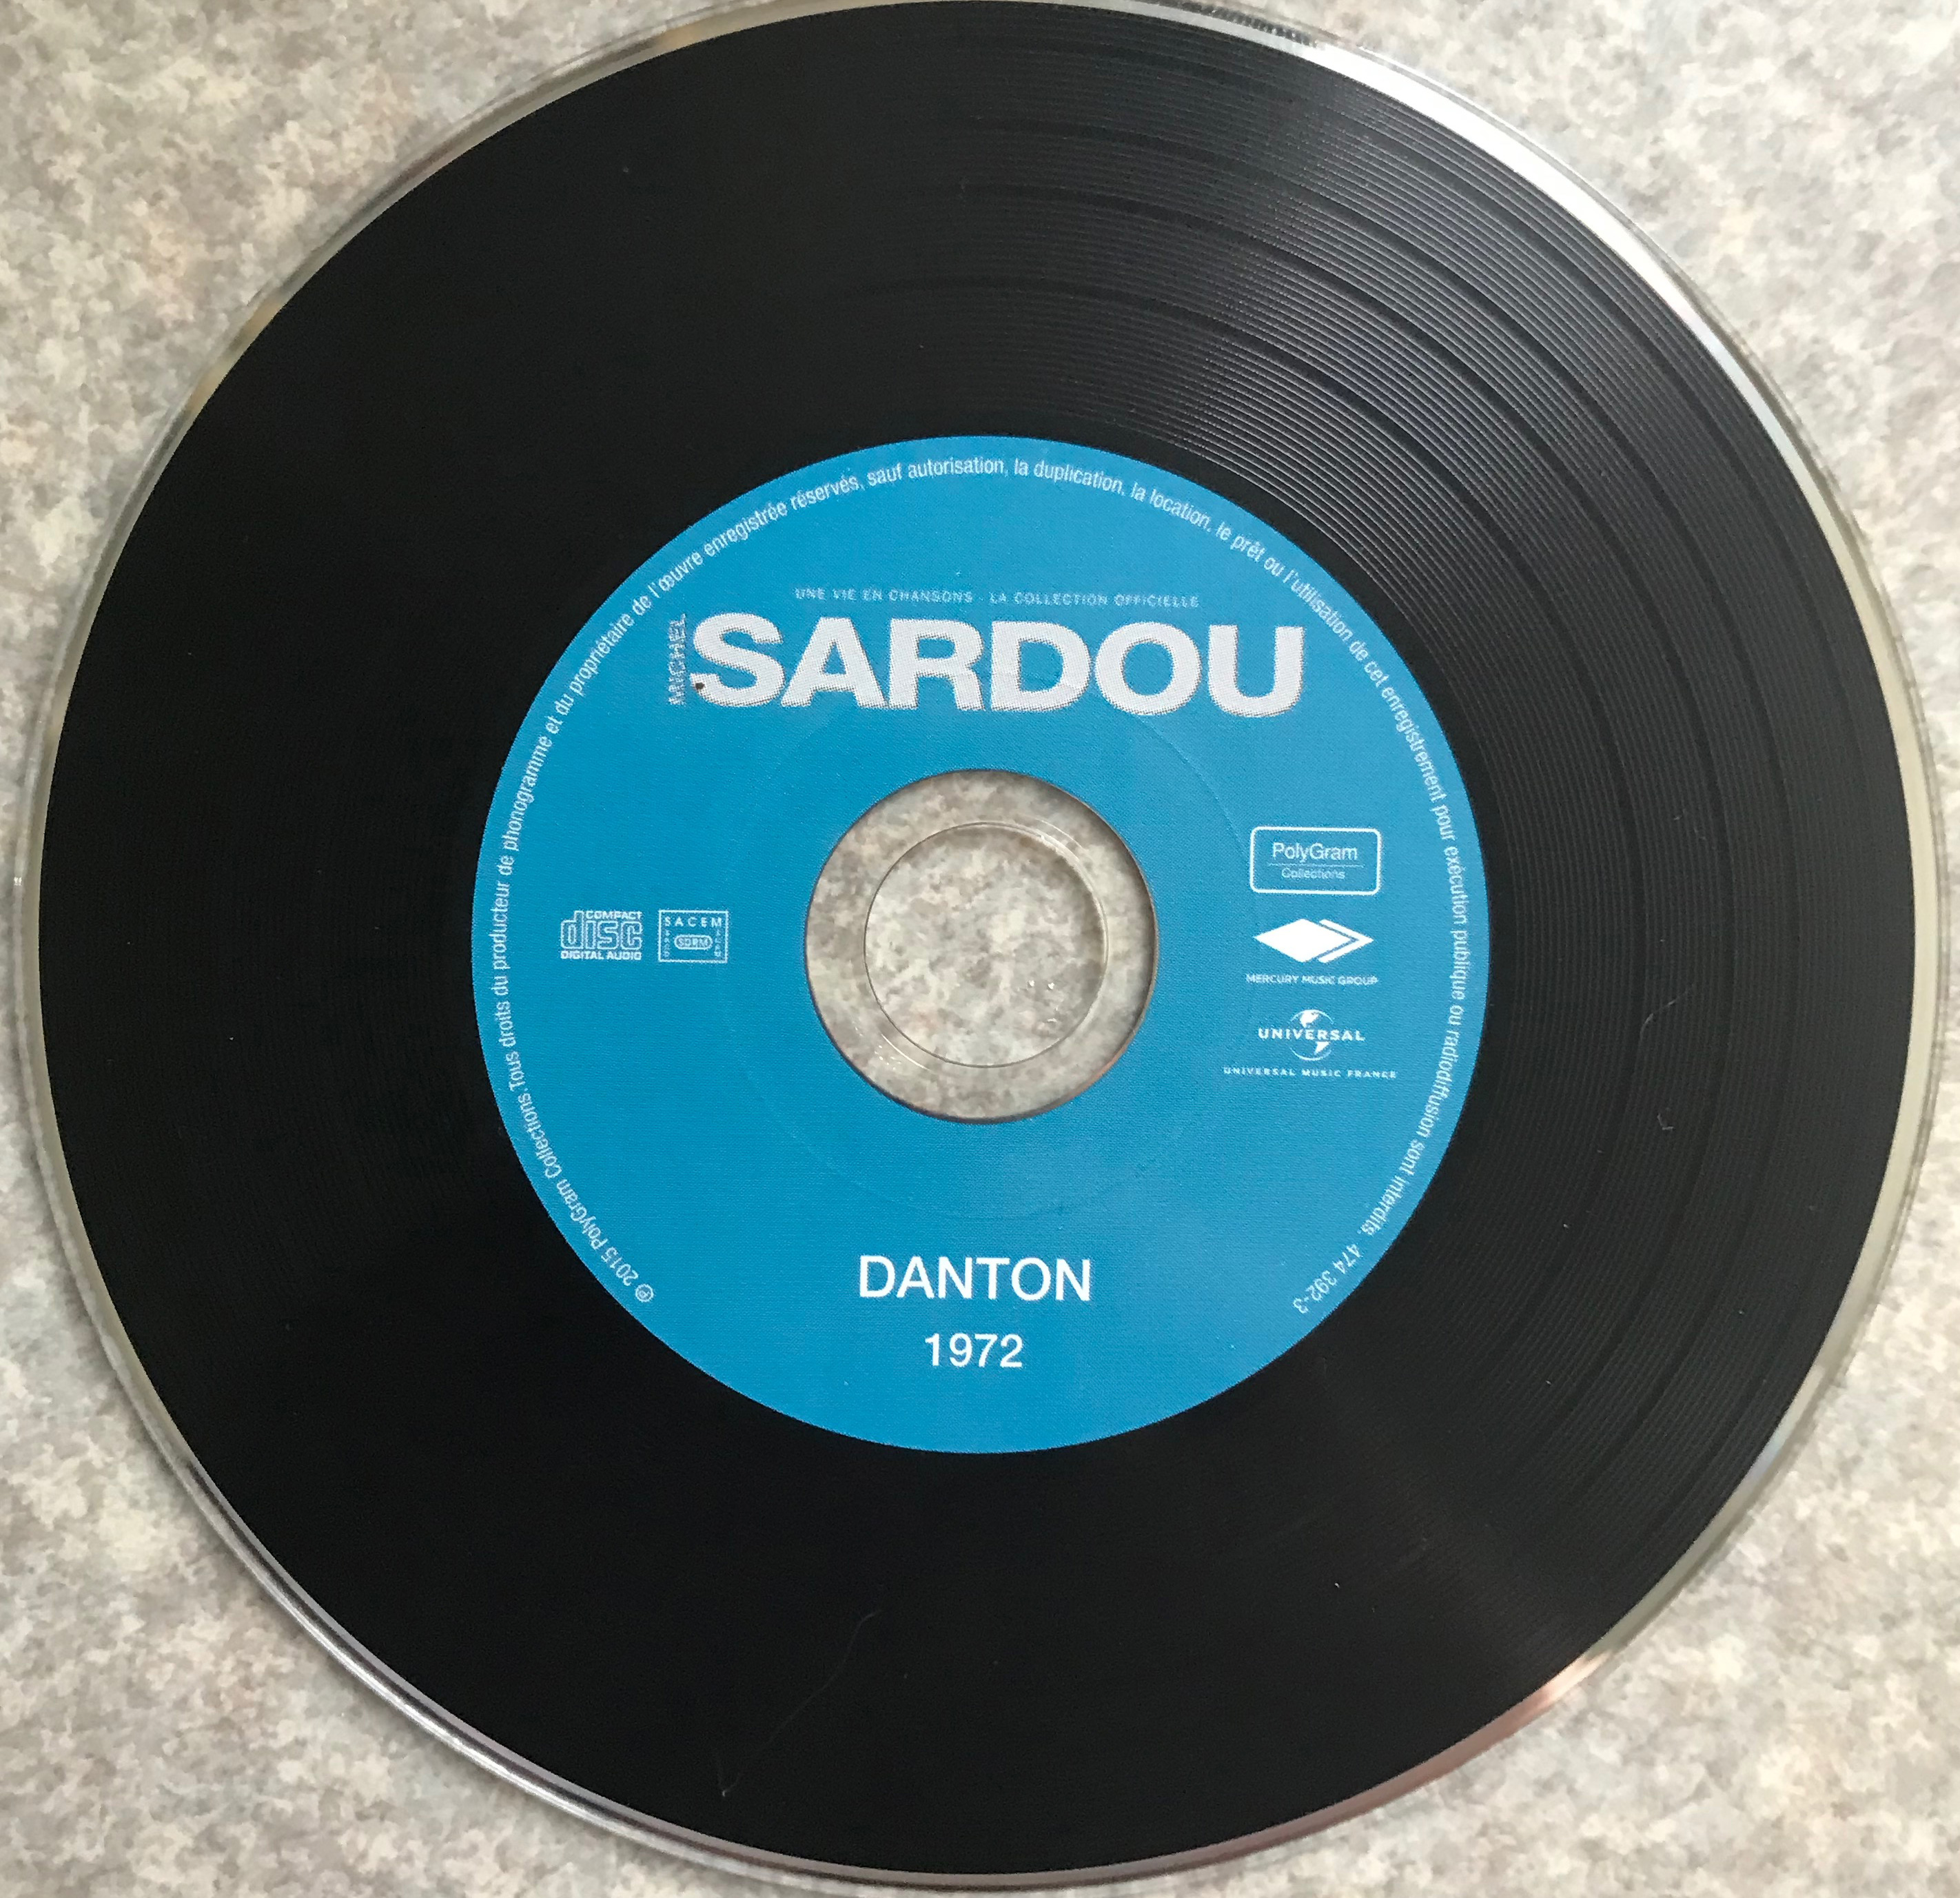 ℗ 2015 PolyGram Collections.Tous droits du producteur de phonogramme et du propriétaire de l'œuvre enregistrée réservés, sauf autorisation, la duplication, la location, le prêt ou l'utilisation de cet enregistrement pour exécution publique ou radiodiffusion sont interdits. 474 392-3
UNE VIE EN CHANSONS - LA COLLECTION OFFICIELLE
MICHEL
SARDOU
COMPACT
disc
DIGITAL AUDIO
SACEM
SDRM
PolyGram
Collections
MERCURY MUSIC GROUP
UNIVERSAL
UNIVERSAL MUSIC FRANCE
DANTON
1972